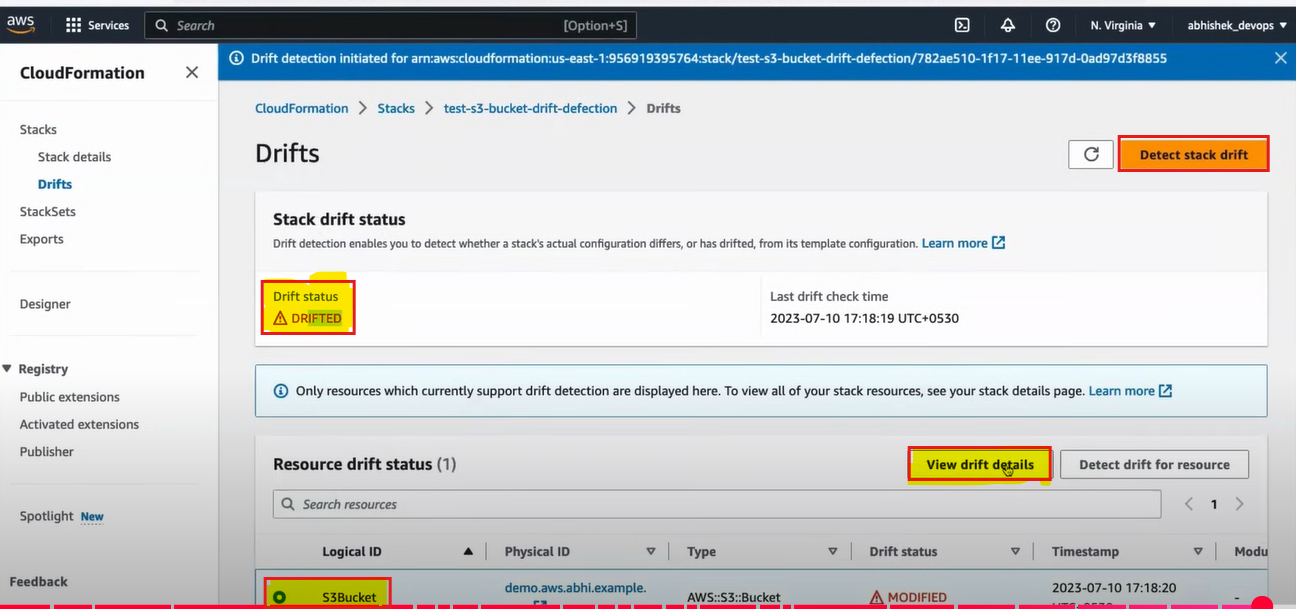 aws
Services
Search
[Option+S]
N. Virginia
abhishek_devops
CloudFormation
Drift detection initiated for arn:aws:cloudformation:us-east-1:956919395764:stack/test-s3-bucket-drift-defection/782ae510-1f17-11ee-917d-0ad97d3f8855
Stacks
Stack details
Drifts
StackSets
Exports
Designer
Registry
Public extensions
Activated extensions
Publisher
Spotlight New
Feedback
CloudFormation > Stacks > test-s3-bucket-drift-defection > Drifts
Drifts
Detect stack drift
Stack drift status
Drift detection enables you to detect whether a stack's actual configuration differs, or has drifted, from its template configuration. Learn more
Drift status
DRIFTED
Last drift check time
2023-07-10 17:18:19 UTC+0530
Only resources which currently support drift detection are displayed here. To view all of your stack resources, see your stack details page. Learn more
Resource drift status (1)
View drift details
Detect drift for resource
Search resources
1
Logical ID
Physical ID
Type
Drift status
Timestamp
Modu
S3Bucket
demo.aws.abhi.example.
AWS::S3::Bucket
MODIFIED
2023-07-10 17:18:20
-